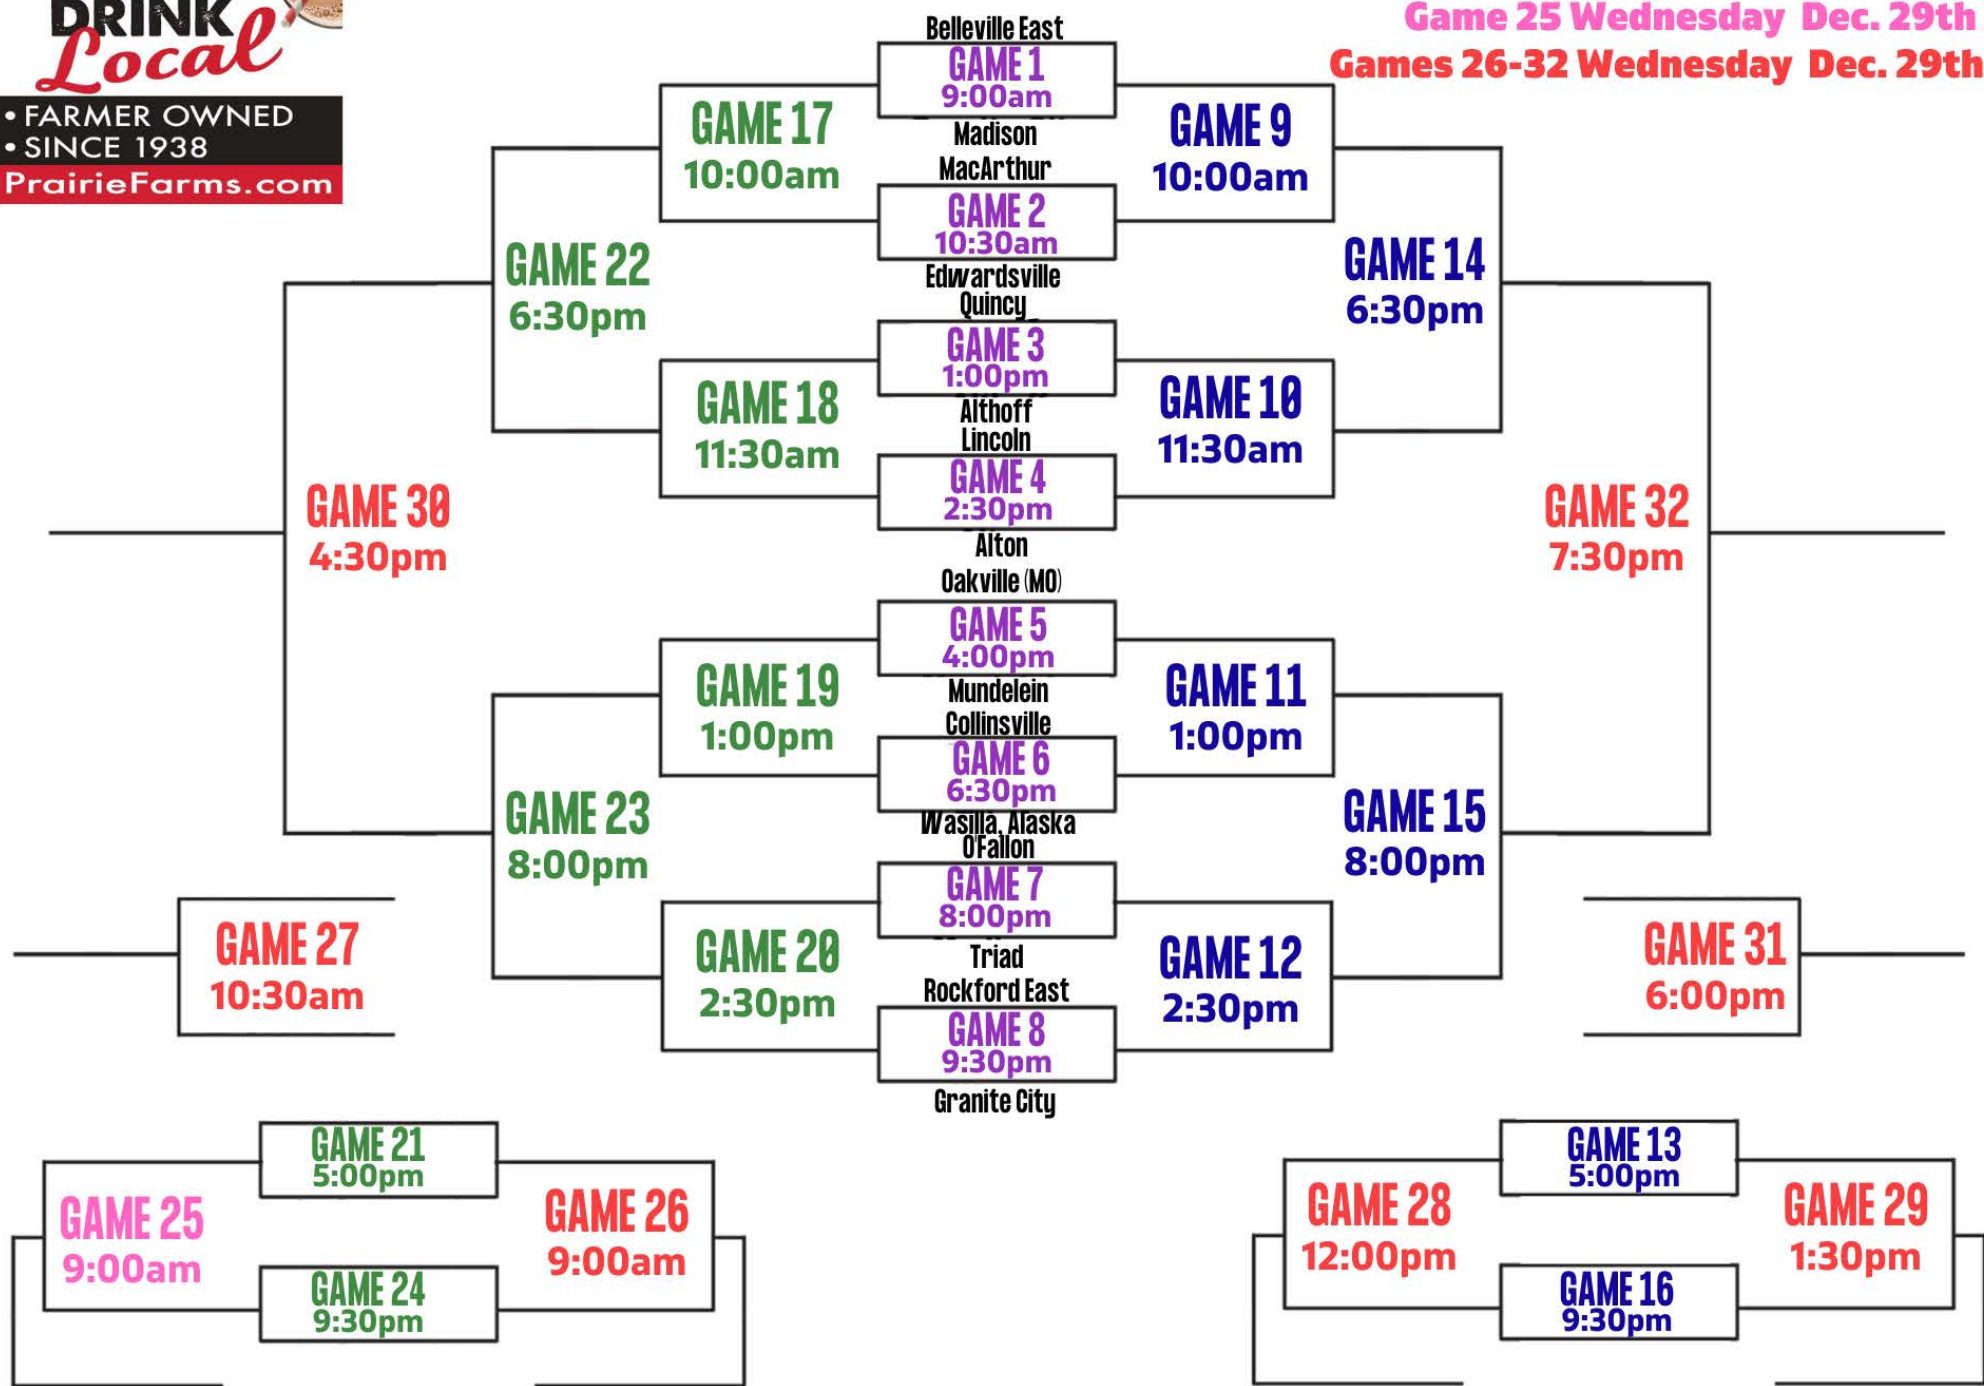 DRINK
Local
• FARMER OWNED
• SINCE 1938
PrairieFarms.com
Game 25 Wednesday Dec. 29th
Games 26-32 Wednesday Dec. 29th
Belleville East
GAME 1
9:00am
Madison
MacArthur
GAME 2
10:30am
Edwardsville
Quincy
GAME 3
1:00pm
Althoff
Lincoln
GAME 4
2:30pm
Alton
Oakville (MO)
GAME 5
4:00pm
Mundelein
Collinsville
GAME 6
6:30pm
Wasilla, Alaska
O'Fallon
GAME 7
8:00pm
Triad
Rockford East
GAME 8
9:30pm
Granite City
GAME 17
10:00am
GAME 9
10:00am
GAME 22
6:30pm
GAME 14
6:30pm
GAME 18
11:30am
GAME 10
11:30am
GAME 30
4:30pm
GAME 32
7:30pm
GAME 19
1:00pm
GAME 11
1:00pm
GAME 23
8:00pm
GAME 15
8:00pm
GAME 20
2:30pm
GAME 12
2:30pm
GAME 27
10:30am
GAME 31
6:00pm
GAME 21
5:00pm
GAME 25
9:00am
GAME 26
9:00am
GAME 24
9:30pm
GAME 13
5:00pm
GAME 28
12:00pm
GAME 29
1:30pm
GAME 16
9:30pm